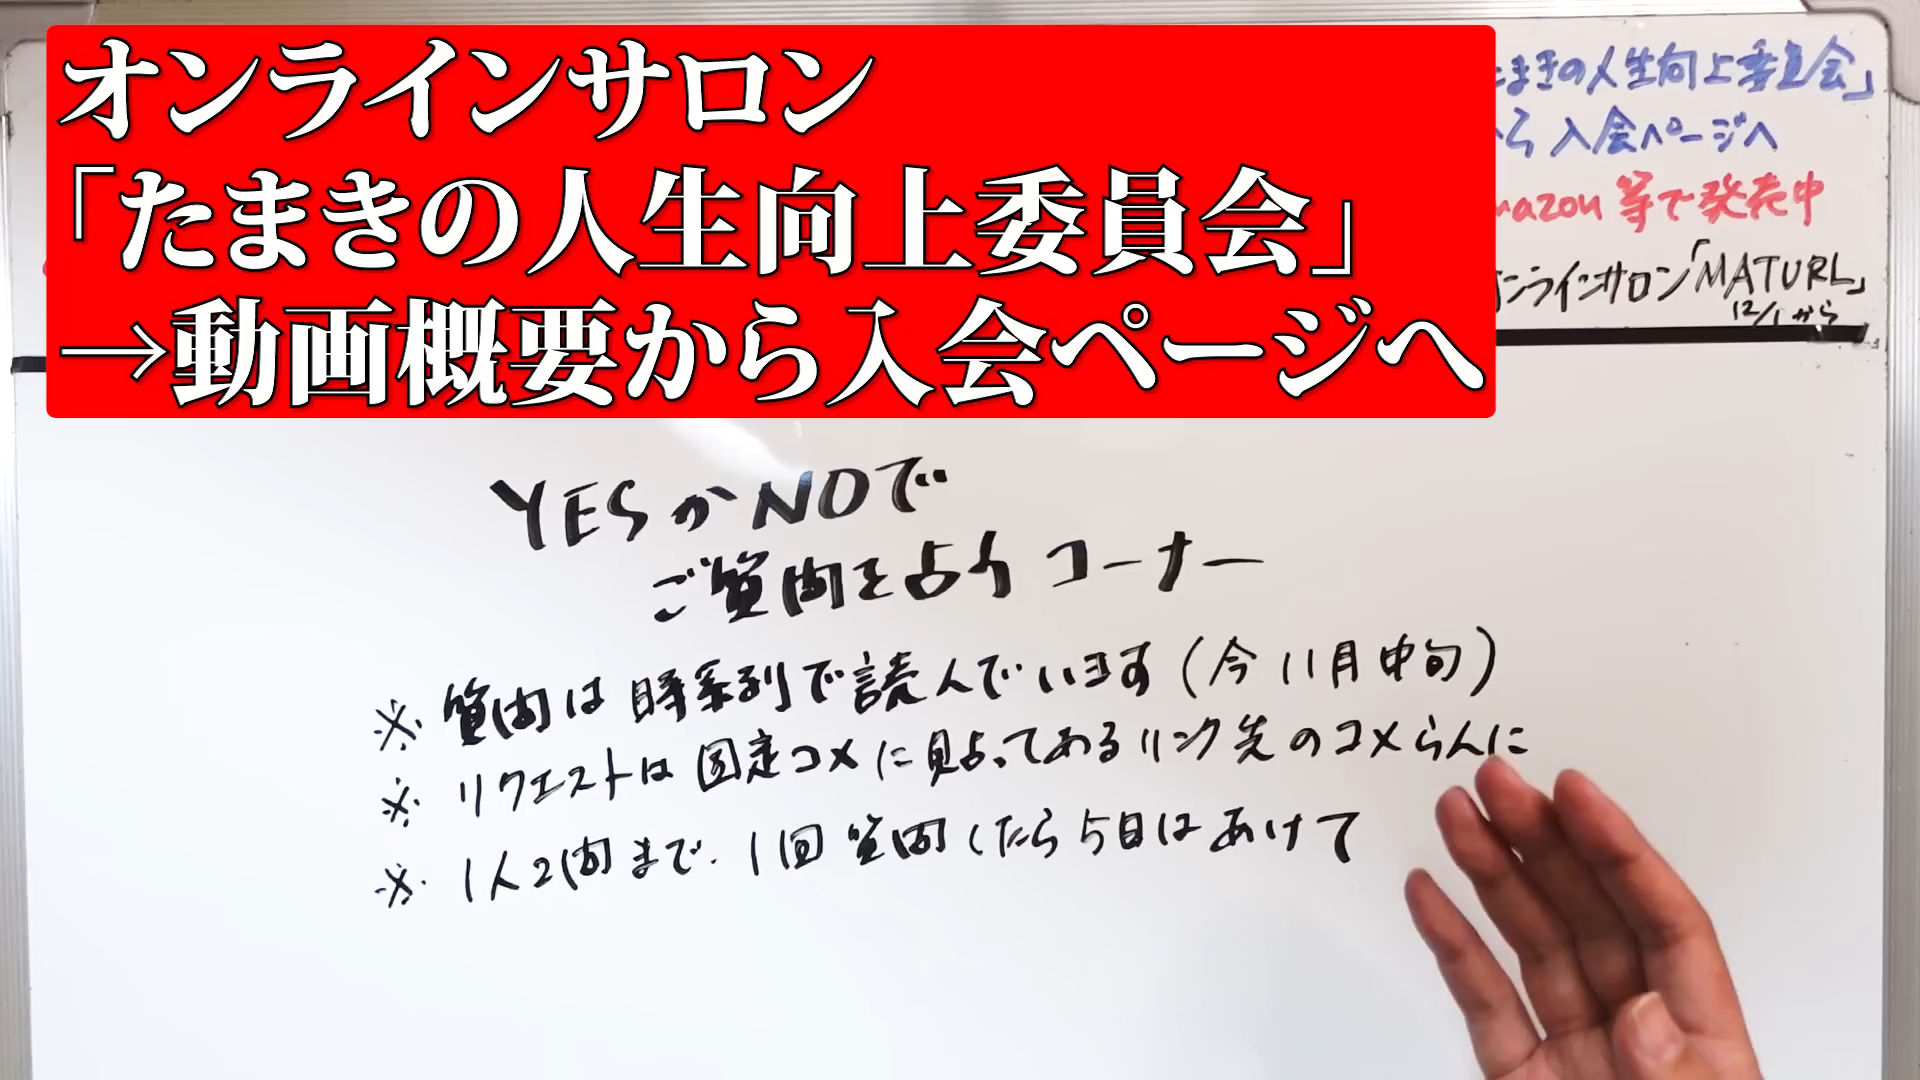 オンラインサロン
「たまきの人生向上委員会」
→動画概要から入会ページへ
たまきの人生向上委員会」
ら 入会ページへ
mazon 等で発売中
オンラインサロン「MATURL」
12/1から
YESかNOで
ご質問を占うコーナー
※ 質問は時系列で読んでいます(今11月中旬)
※ リクエストは固定コメに貼ってあるリンク先のコメらんに
※ 1人2問まで. 1回質問したら5日はあけて